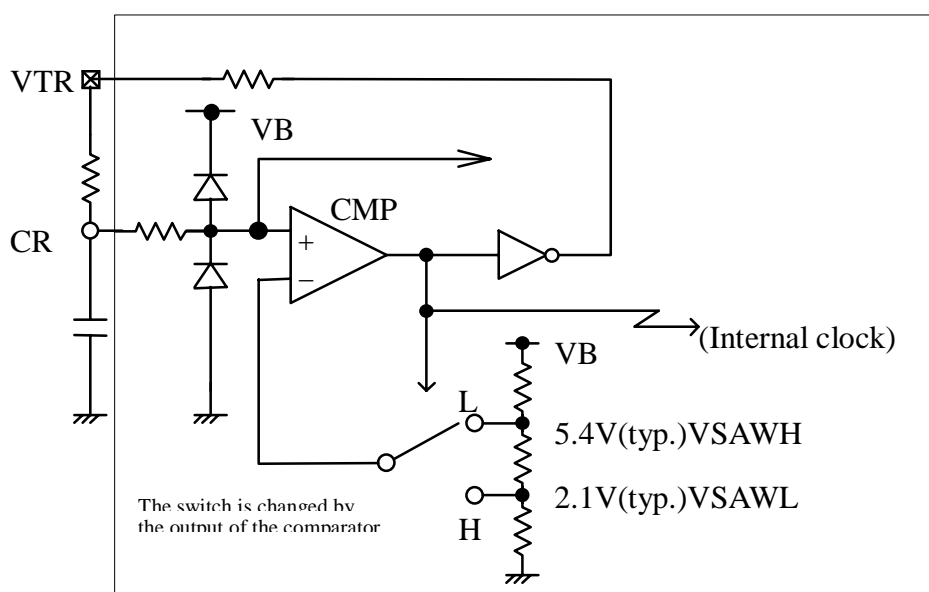 VTR
VB
CMP
+
CR
−
(Internal clock)
VB
L
5.4V(typ.)VSAWH
2.1V(typ.)VSAWL
H
The switch is changed by
the output of the comparator